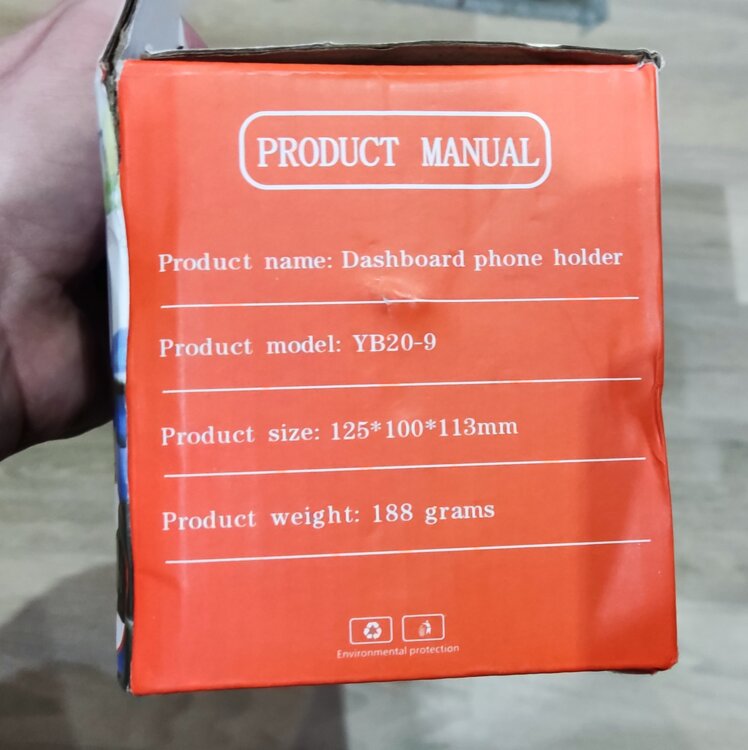 PRODUCT MANUAL
Product name: Dashboard phone holder
Product model: YB20-9
Product size: 125*100*113mm
Product weight: 188 grams
Environmental protection